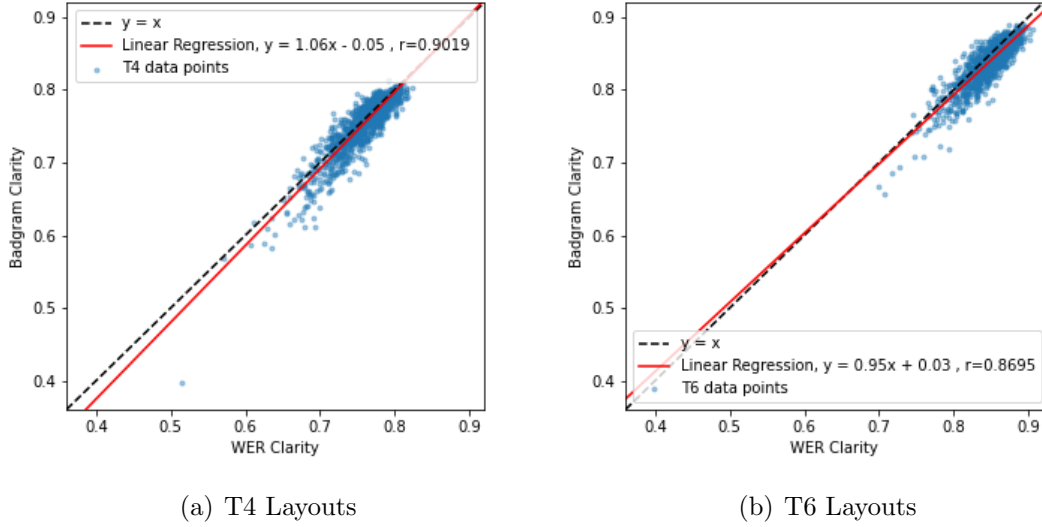 0.9
0.8
0.7
0.6
0.5
0.4
Badgram Clarity
y = x
Linear Regression, y = 1.06x - 0.05 , r=0.9019
T4 data points
0.4 0.5 0.6 0.7 0.8 0.9
WER Clarity
(a) T4 Layouts
0.9
0.8
0.7
0.6
0.5
0.4
Badgram Clarity
y = x
Linear Regression, y = 0.95x + 0.03 , r=0.8695
T6 data points
0.4 0.5 0.6 0.7 0.8 0.9
WER Clarity
(b) T6 Layouts